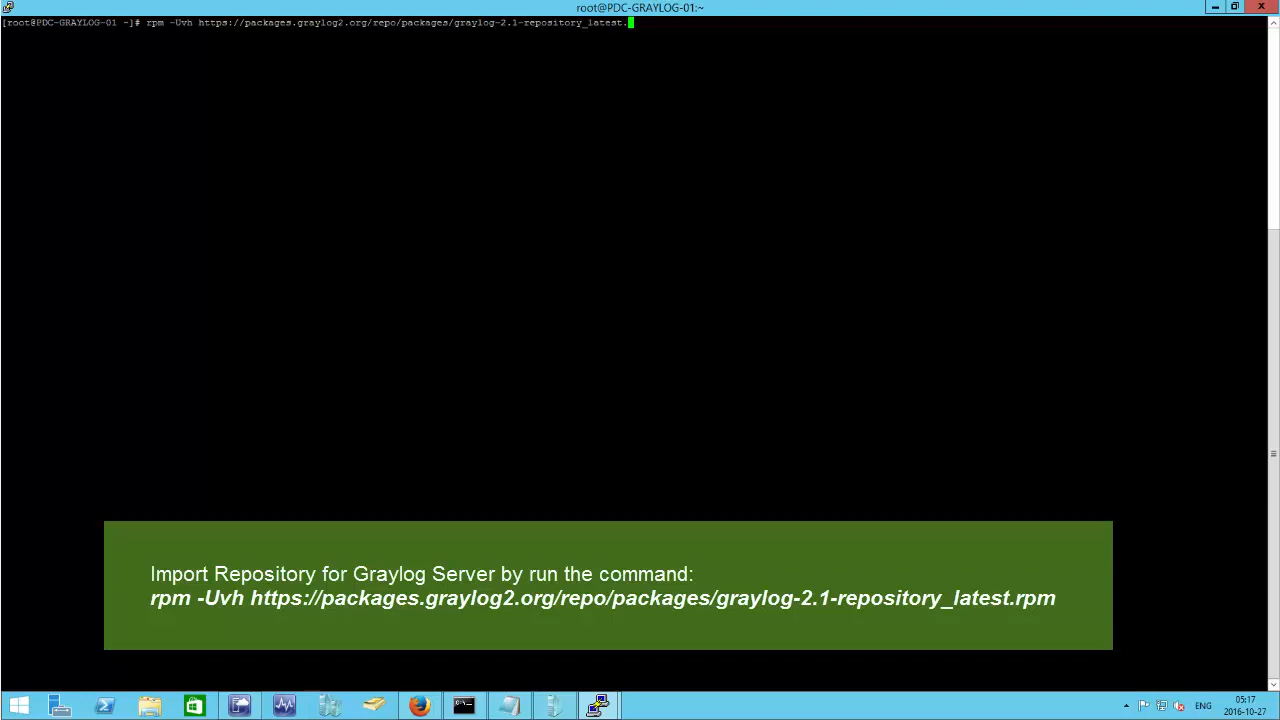 root@PDC-GRAYLOG-01:~
[root@PDC-GRAYLOG-01 ~]# rpm -Uvh https://packages.graylog2.org/repo/packages/graylog-2.1-repository_latest.
Import Repository for Graylog Server by run the command:
rpm -Uvh https://packages.graylog2.org/repo/packages/graylog-2.1-repository_latest.rpm
ENG
05:17
2016-10-27